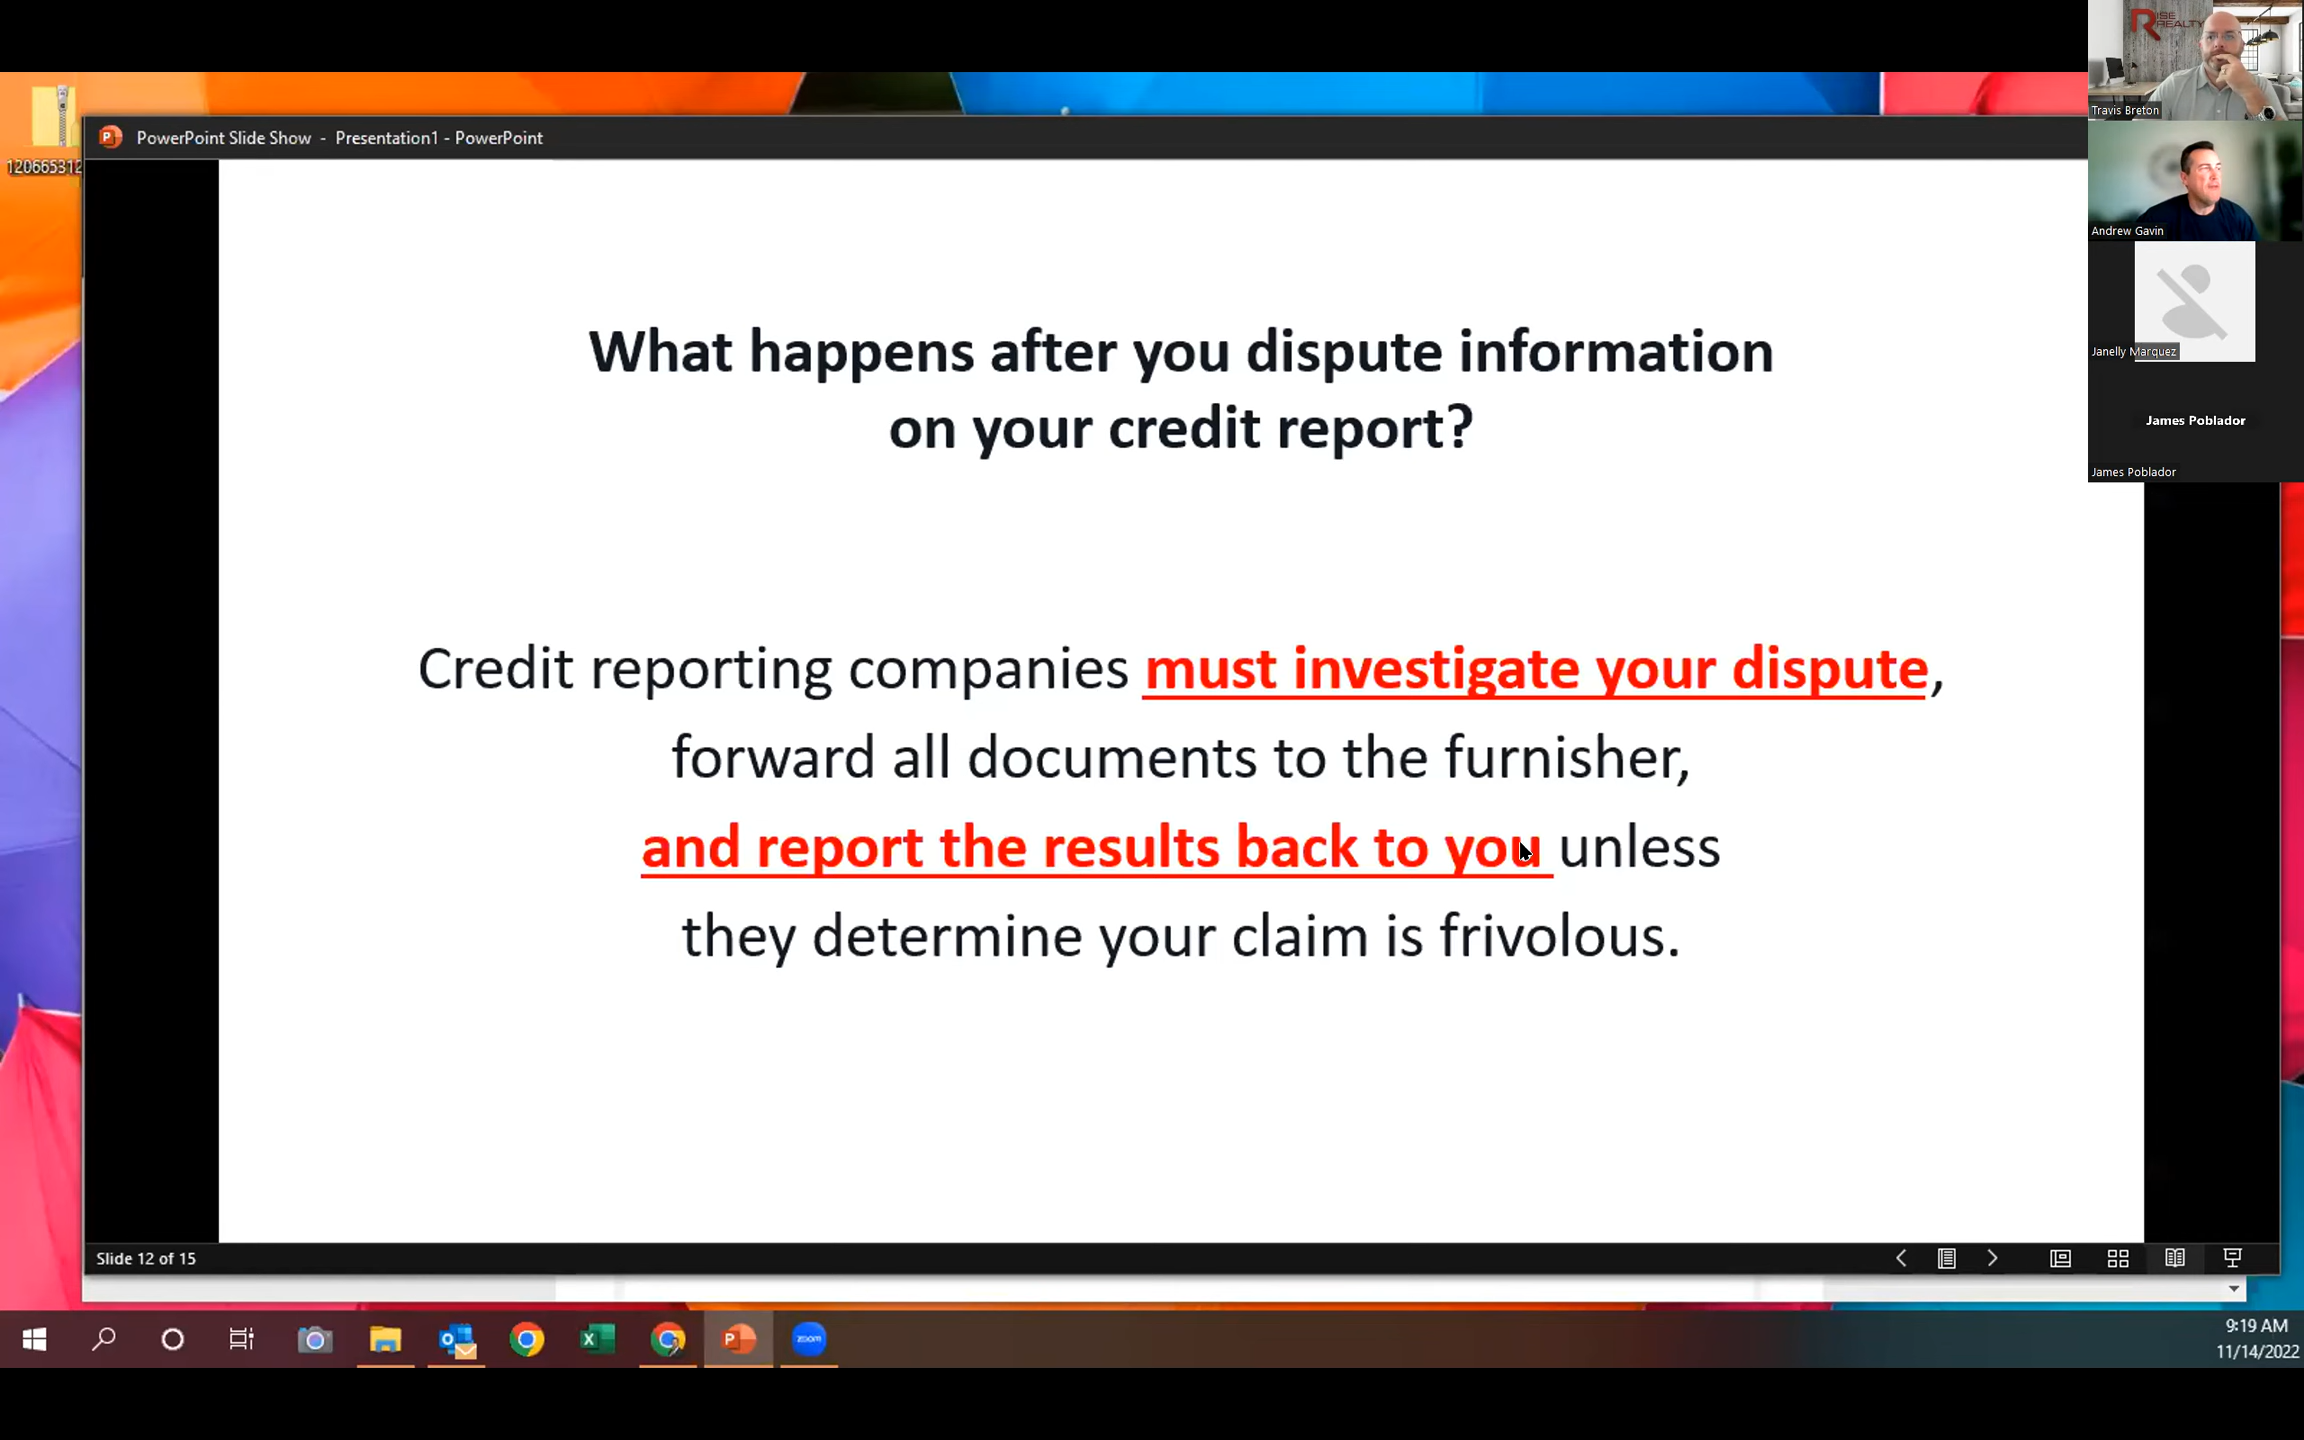 RISE
REALTY
Travis Breton
Andrew Gavin
Janelly Marquez
James Poblador
James Poblador
120665312
PowerPoint Slide Show - Presentation1 - PowerPoint
What happens after you dispute information
on your credit report?
Credit reporting companies must investigate your dispute,
forward all documents to the furnisher,
and report the results back to you unless
they determine your claim is frivolous.
Slide 12 of 15
zoom
9:19 AM
11/14/2022